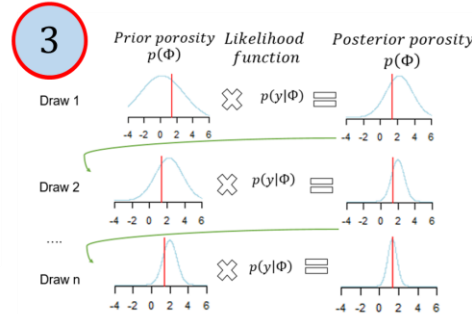 3
Prior porosity Likelihood Posterior porosity
p(Φ) function p(Φ)
Draw 1 p(y|Φ)
-4 -2 0 2 4 6 -4 -2 0 2 4 6
Draw 2 p(y|Φ)
-4 -2 0 2 4 6 -4 -2 0 2 4 6
....
Draw n p(y|Φ)
-4 -2 0 2 4 6 -4 -2 0 2 4 6